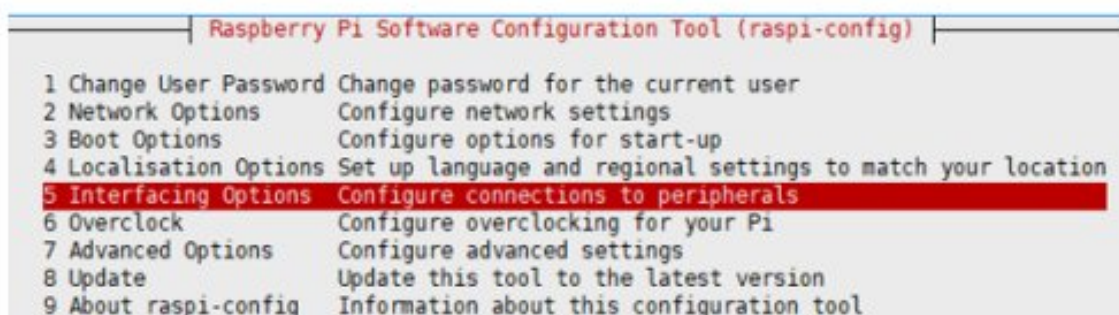 Raspberry Pi Software Configuration Tool (raspi-config)
1 Change User Password Change password for the current user
2 Network Options Configure network settings
3 Boot Options Configure options for start-up
4 Localisation Options Set up language and regional settings to match your location
5 Interfacing Options Configure connections to peripherals
6 Overclock Configure overclocking for your Pi
7 Advanced Options Configure advanced settings
8 Update Update this tool to the latest version
9 About raspi-config Information about this configuration tool